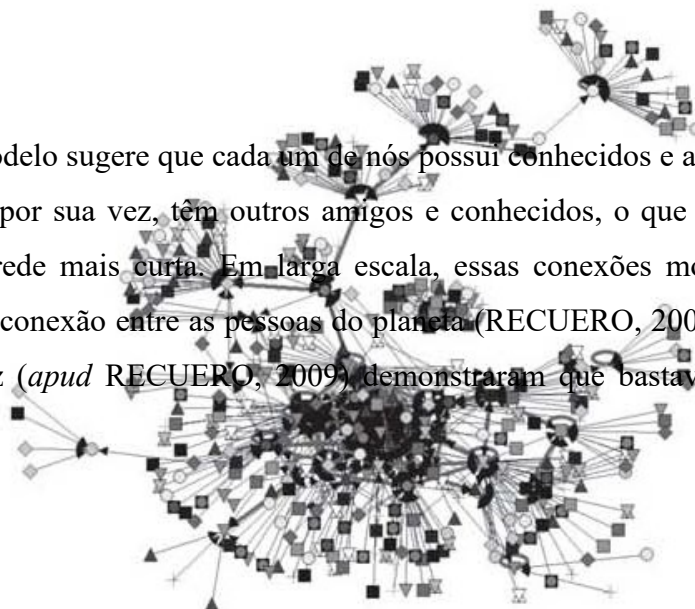 odelo sugere que cada um de nós possui conhecidos e a
por sua vez, têm outros amigos e conhecidos, o que
rede mais curta. Em larga escala, essas conexões mo
conexão entre as pessoas do planeta (RECUERO, 200
z (apud RECUERO, 2009) demonstraram que bastav